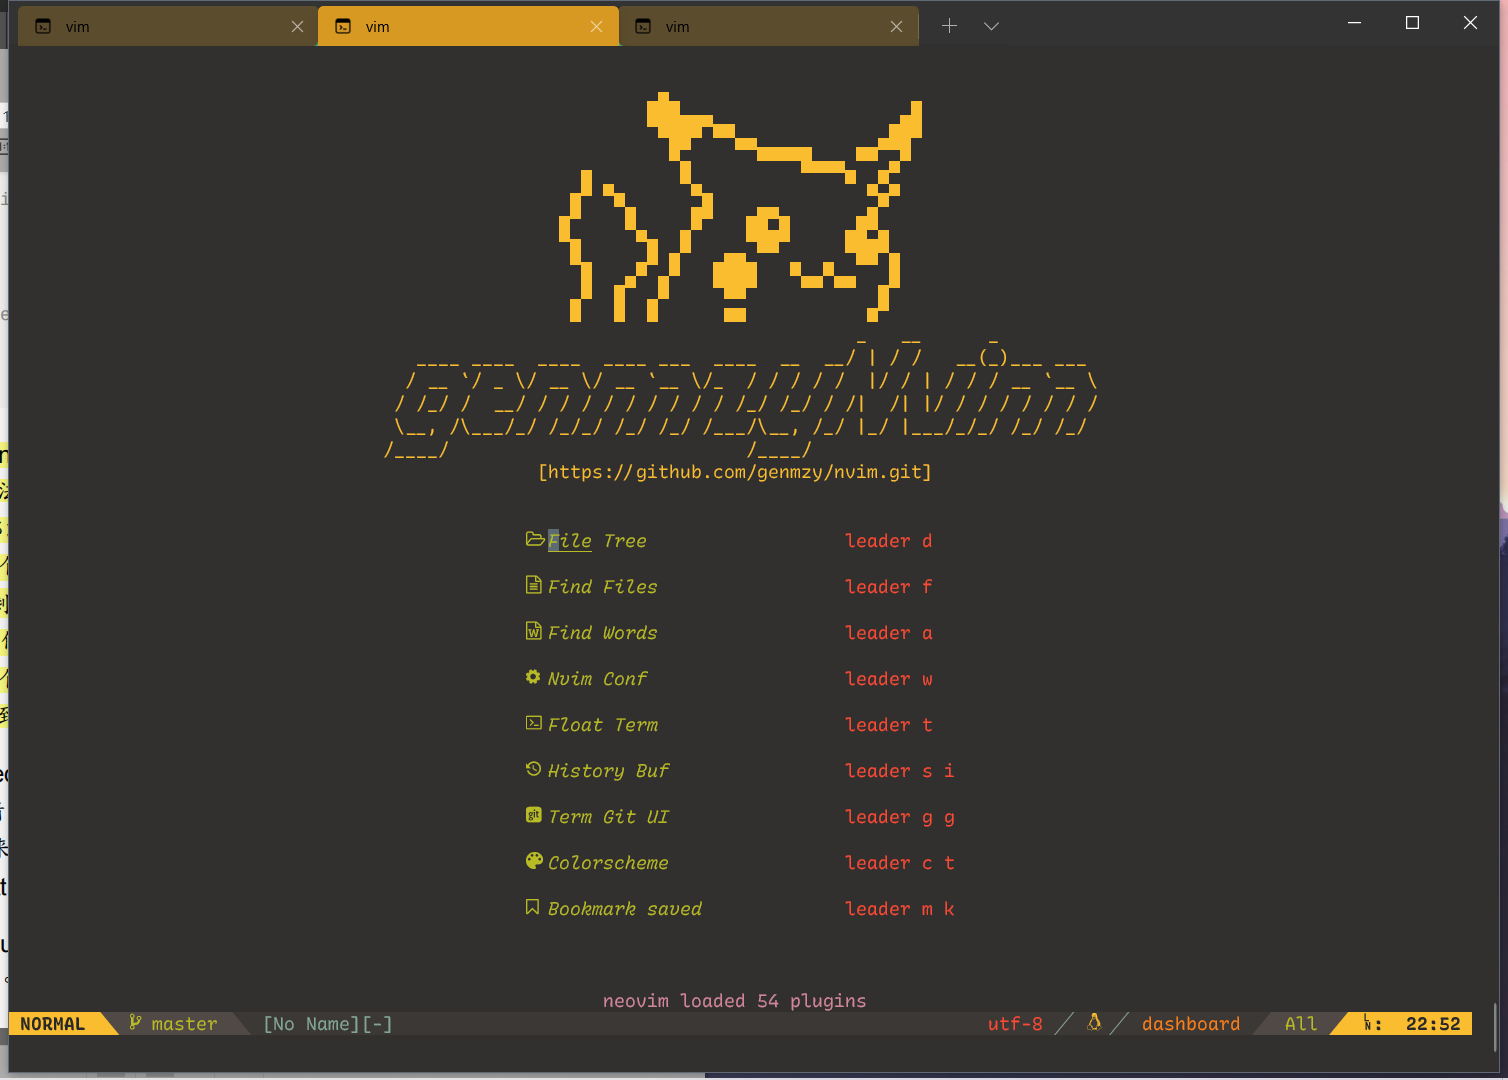 vim vim vim
genmzyNvim
[https://github.com/genmzy/nvim.git]
File Tree leader d
Find Files leader f
Find Words leader a
Nvim Conf leader w
Float Term leader t
History Buf leader s i
Term Git UI leader g g
Colorscheme leader c t
Bookmark saved leader m k
neovim loaded 54 plugins
NORMAL master [No Name][-] utf-8 dashboard All LN: 22:52